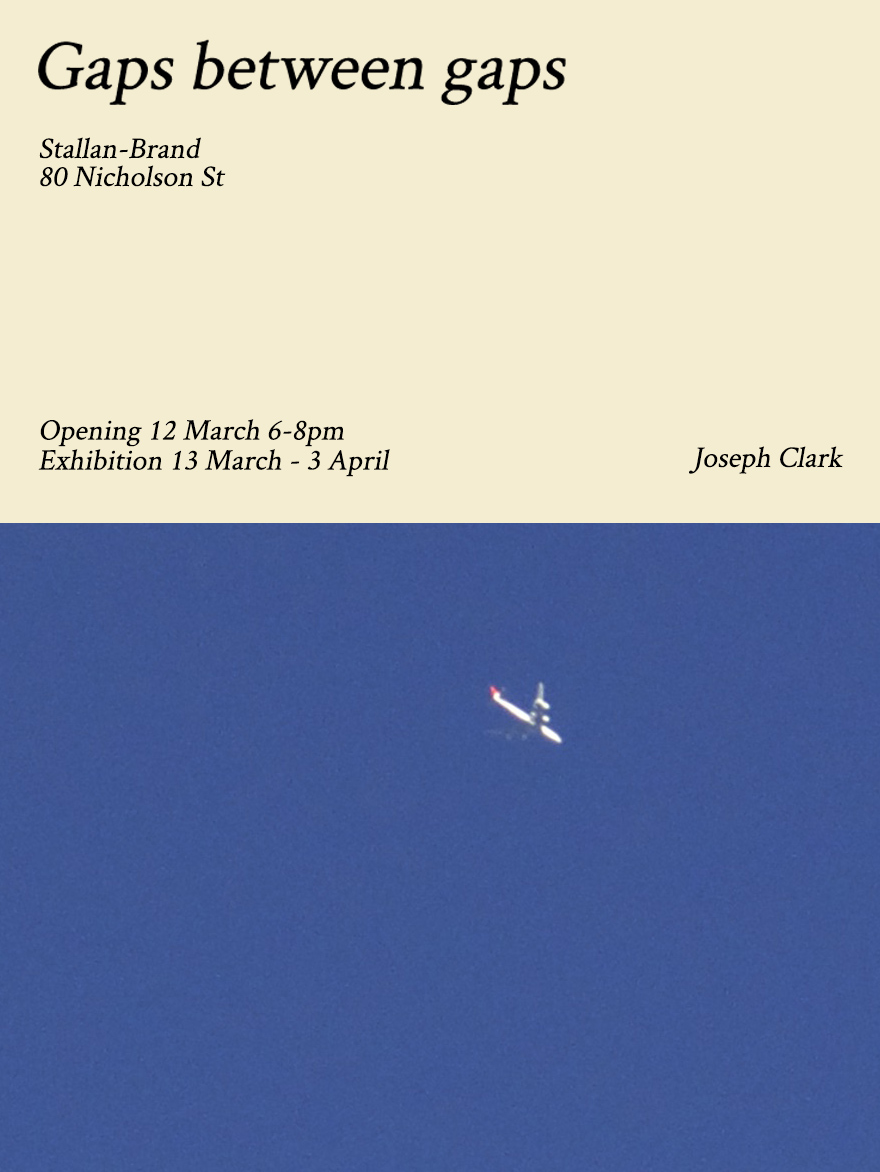 Gaps between gaps
Stallan-Brand
80 Nicholson St
Opening 12 March 6-8pm
Exhibition 13 March - 3 April
Joseph Clark